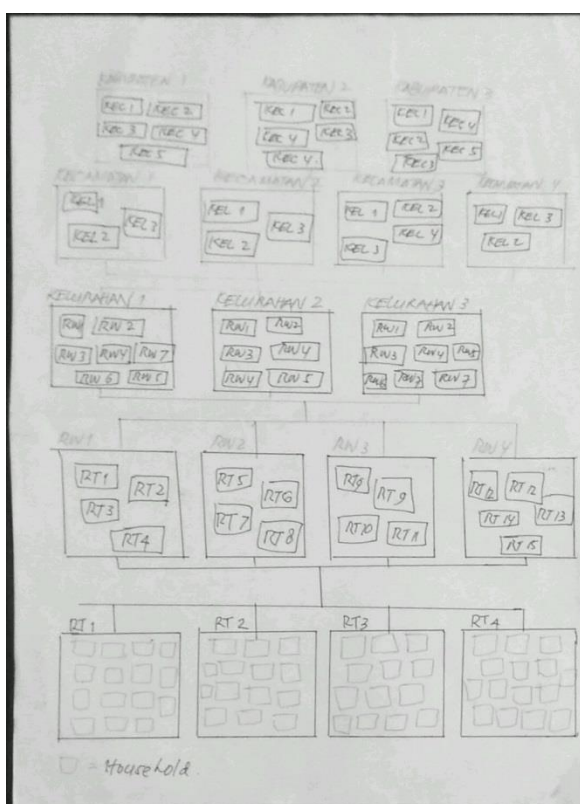 KABUPATEN 1 KABUPATEN 2 KABUPATEN 3
KEC 1 KEC 2 KEC 1 KEC 2 KEC 1 KEC 4
KEC 3 KEC 4 KEC 4 KEC 3 KEC 2 KEC 5
KEC 5 KEC 4 KEC 3
KECAMATAN 1 KECAMATAN 2 KECAMATAN 3 KECAMATAN 4
KEL 1 KEL 3 KEL 1 KEL 3 KEL 1 KEL 2 KEL 1 KEL 3
KEL 2 KEL 2 KEL 3 KEL 4 KEL 2
KELURAHAN 1 KELURAHAN 2 KELURAHAN 3
RW RW 2 RW 1 RW 2 RW 1 RW 2
RW 3 RW 4 RW 7 RW 3 RW 4 RW 3 RW 4 RW 5
RW 6 RW 5 RW 4 RW 5 RW 6 RW 7
RW 1 RW 2 RW 3 RW 4
RT 1 RT 2 RT 5 RT 6 RT 9 RT 12 RT 12
RT 3 RT 7 RT 14 RT 13
RT 4 RT 8 RT 10 RT 11 RT 15
RT 1 RT 2 RT 3 RT 4
= Household.